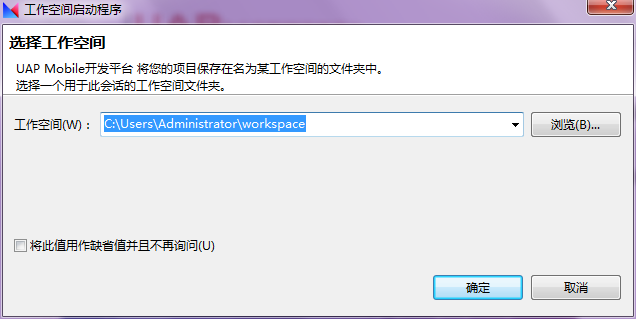 工作空间启动程序
选择工作空间
UAP Mobile开发平台 将您的项目保存在名为某工作空间的文件夹中。
选择一个用于此会话的工作空间文件夹。
工作空间(W)： C:\Users\Administrator\workspace 浏览(B)...
将此值用作缺省值并且不再询问(U)
确定 取消